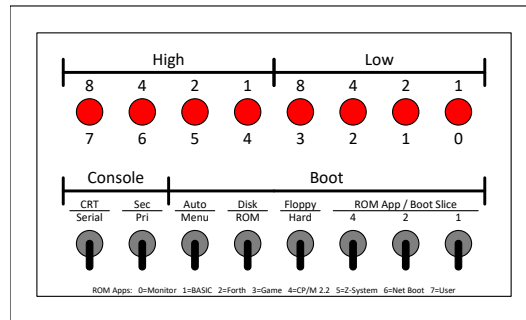 High Low
8 4 2 1 8 4 2 1
7 6 5 4 3 2 1 0
Console Boot
CRT Sec Auto Disk Floppy ROM App / Boot Slice
Serial Pri Menu ROM Hard 4 2 1
ROM Apps: 0=Monitor 1=BASIC 2=Forth 3=Game 4=CP/M 2.2 5=Z-System 6=Net Boot 7=User